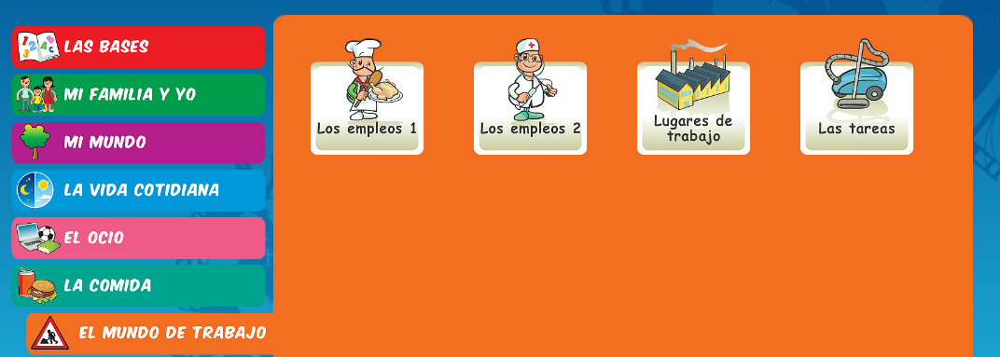 LAS BASES
MI FAMILIA Y YO
MI MUNDO
LA VIDA COTIDIANA
EL OCIO
LA COMIDA
EL MUNDO DE TRABAJO
Los empleos 1
Los empleos 2
Lugares de
trabajo
Las tareas